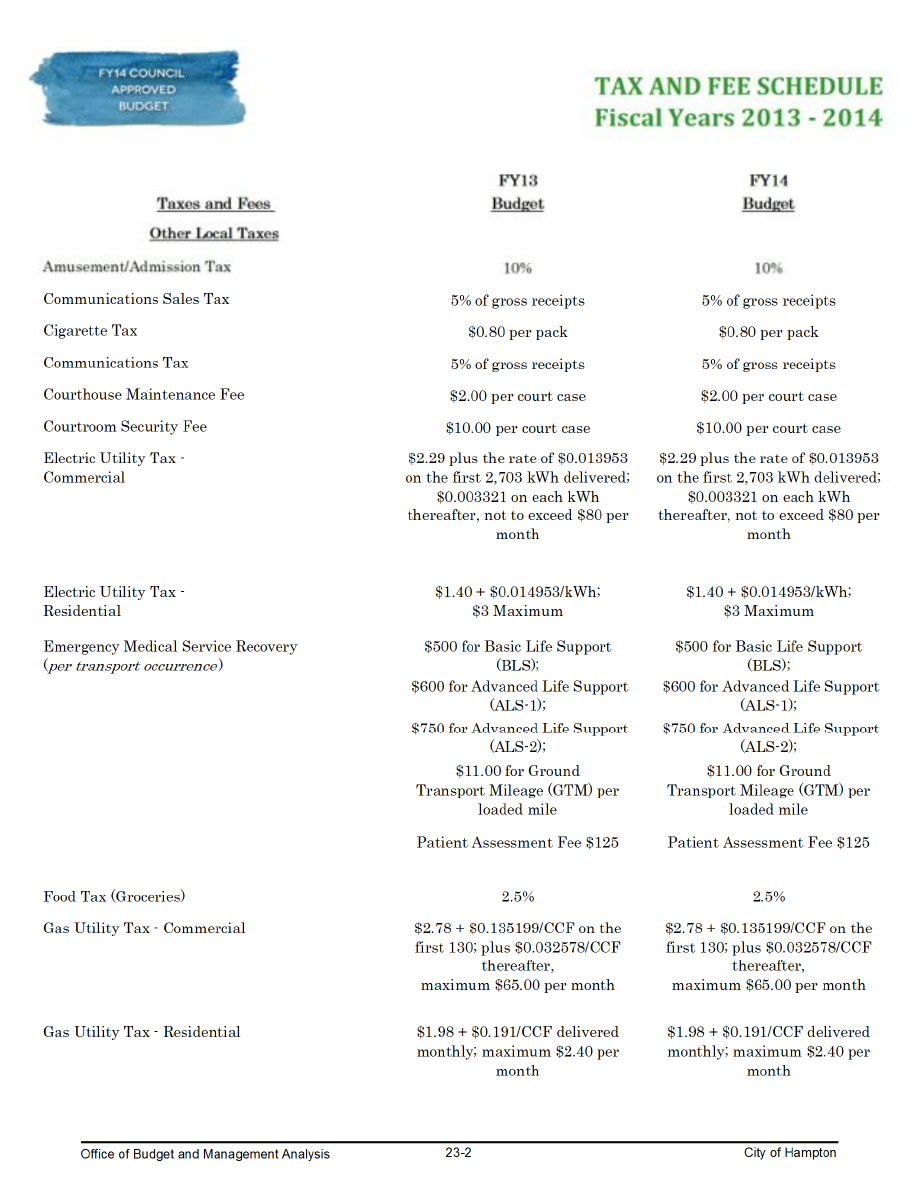 FY14 COUNCIL
APPROVED
BUDGET
TAX AND FEE SCHEDULE
Fiscal Years 2013 - 2014
FY13 FY14
Taxes and Fees Budget Budget
Other Local Taxes
Amusement/Admission Tax 10% 10%
Communications Sales Tax 5% of gross receipts 5% of gross receipts
Cigarette Tax $0.80 per pack $0.80 per pack
Communications Tax 5% of gross receipts 5% of gross receipts
Courthouse Maintenance Fee $2.00 per court case $2.00 per court case
Courtroom Security Fee $10.00 per court case $10.00 per court case
Electric Utility Tax - $2.29 plus the rate of $0.013953 $2.29 plus the rate of $0.013953
Commercial on the first 2,703 kWh delivered; on the first 2,703 kWh delivered;
$0.003321 on each kWh $0.003321 on each kWh
thereafter, not to exceed $80 per thereafter, not to exceed $80 per
month month
Electric Utility Tax - $1.40 + $0.014953/kWh; $1.40 + $0.014953/kWh;
Residential $3 Maximum $3 Maximum
Emergency Medical Service Recovery $500 for Basic Life Support $500 for Basic Life Support
(per transport occurrence) (BLS); (BLS);
$600 for Advanced Life Support $600 for Advanced Life Support
(ALS-1); (ALS-1);
$750 for Advanced Life Support $750 for Advanced Life Support
(ALS-2); (ALS-2);
$11.00 for Ground $11.00 for Ground
Transport Mileage (GTM) per Transport Mileage (GTM) per
loaded mile loaded mile
Patient Assessment Fee $125 Patient Assessment Fee $125
Food Tax (Groceries) 2.5% 2.5%
Gas Utility Tax - Commercial $2.78 + $0.135199/CCF on the $2.78 + $0.135199/CCF on the
first 130; plus $0.032578/CCF first 130; plus $0.032578/CCF
thereafter, thereafter,
maximum $65.00 per month maximum $65.00 per month
Gas Utility Tax - Residential $1.98 + $0.191/CCF delivered $1.98 + $0.191/CCF delivered
monthly; maximum $2.40 per monthly; maximum $2.40 per
month month
Office of Budget and Management Analysis 23-2 City of Hampton